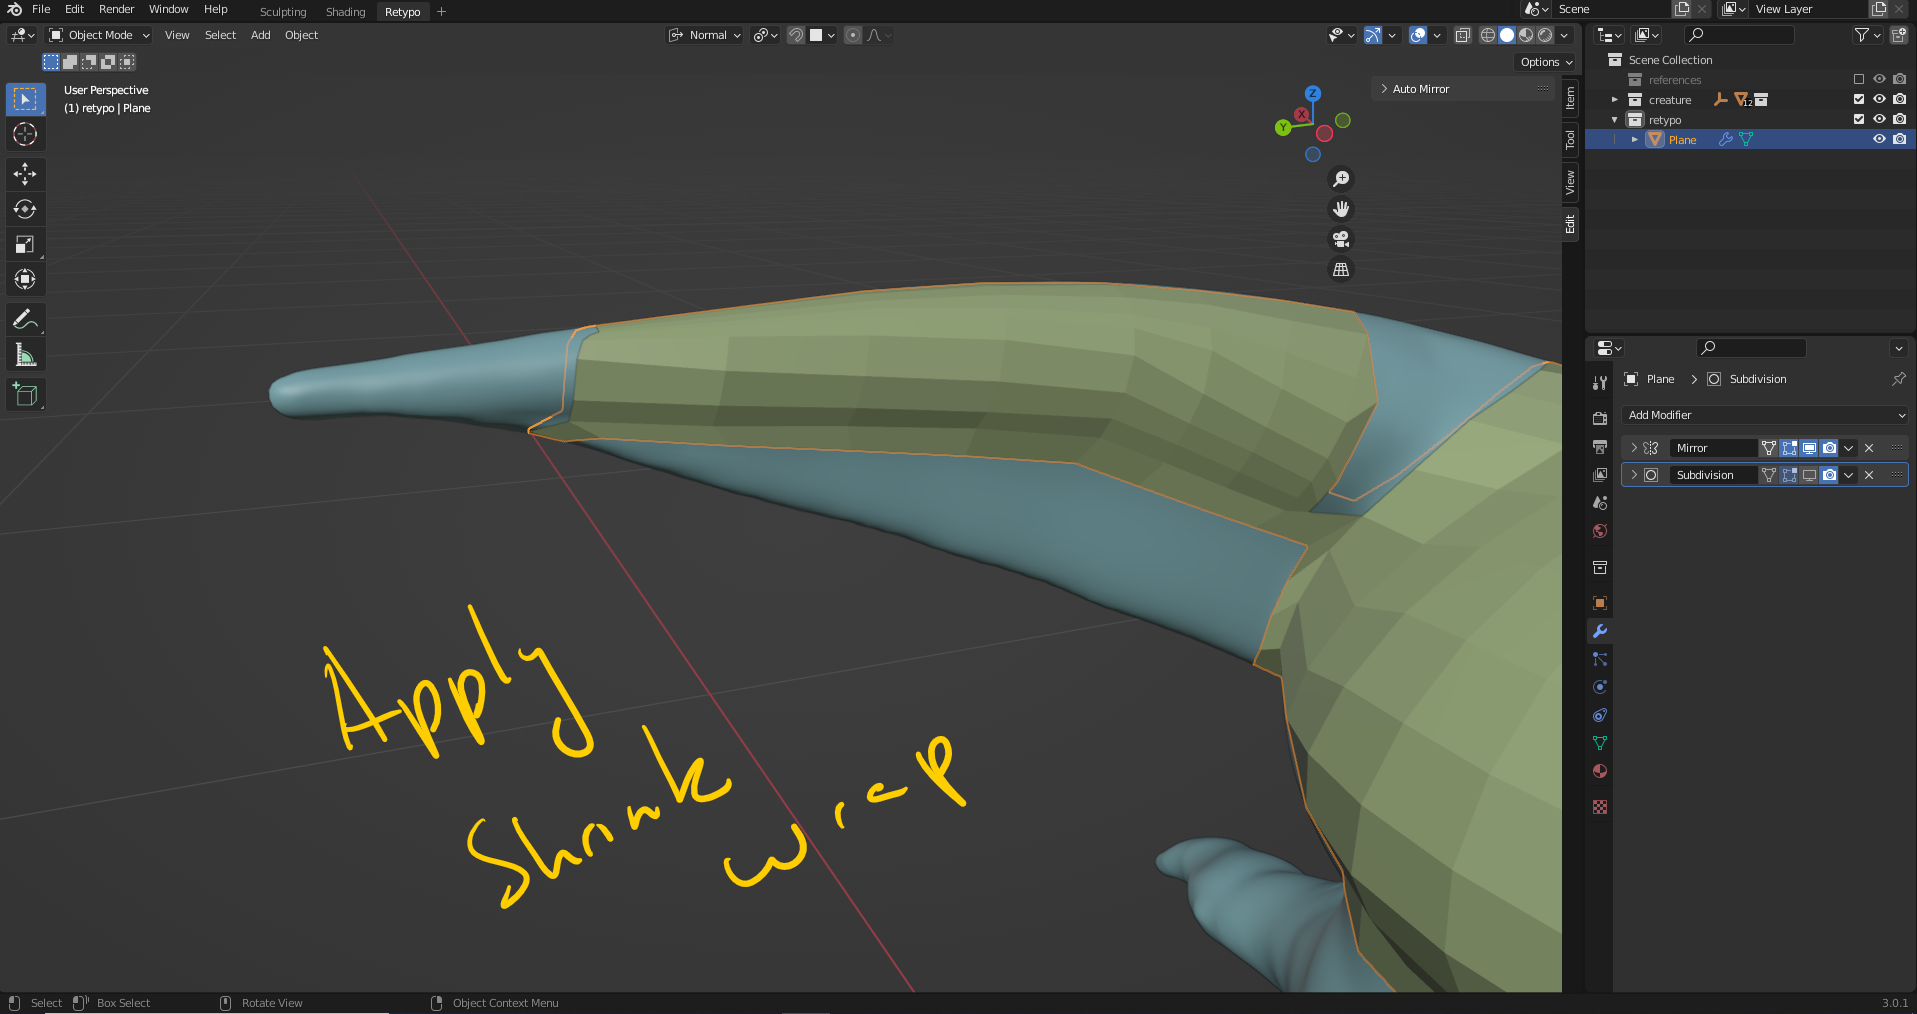 File Edit Render Window Help Sculpting Shading Retypo + Scene View Layer
Object Mode View Select Add Object Normal
Options
User Perspective
(1) retypo | Plane
Auto Mirror
Z
X
Y
Item
Tool
View
Edit
Scene Collection
references
creature 12
retypo
Plane
Plane > Subdivision
Add Modifier
Mirror
Subdivision
Apply
Shrink
wrap
Select Box Select Rotate View Object Context Menu 3.0.1